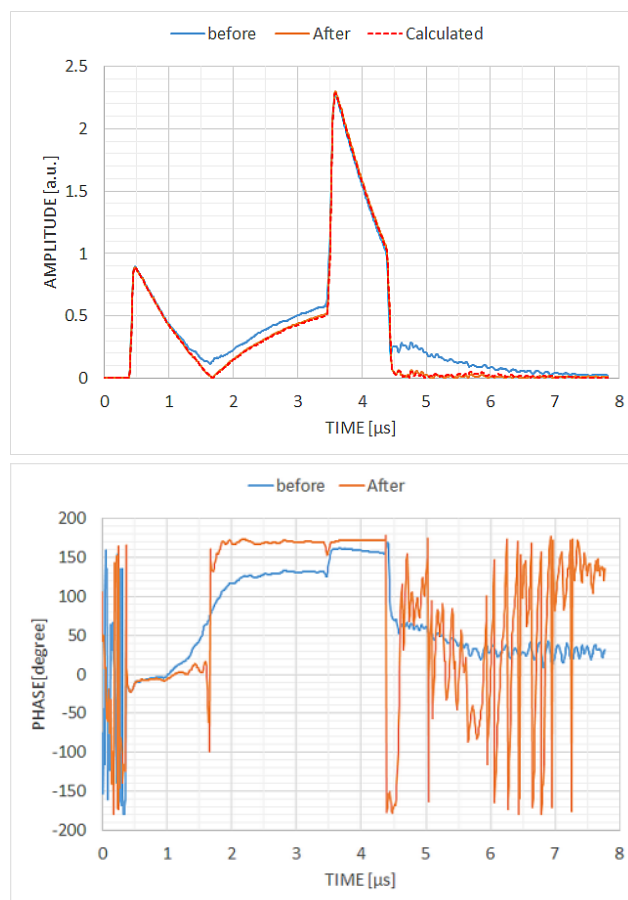 before After Calculated
2.5
2
1.5
1
0.5
0
AMPLITUDE [a.u.]
0 1 2 3 4 5 6 7 8
TIME [µs]
before After
200
150
100
50
0
-50
-100
-150
-200
PHASE[degree]
0 1 2 3 4 5 6 7 8
TIME [µs]